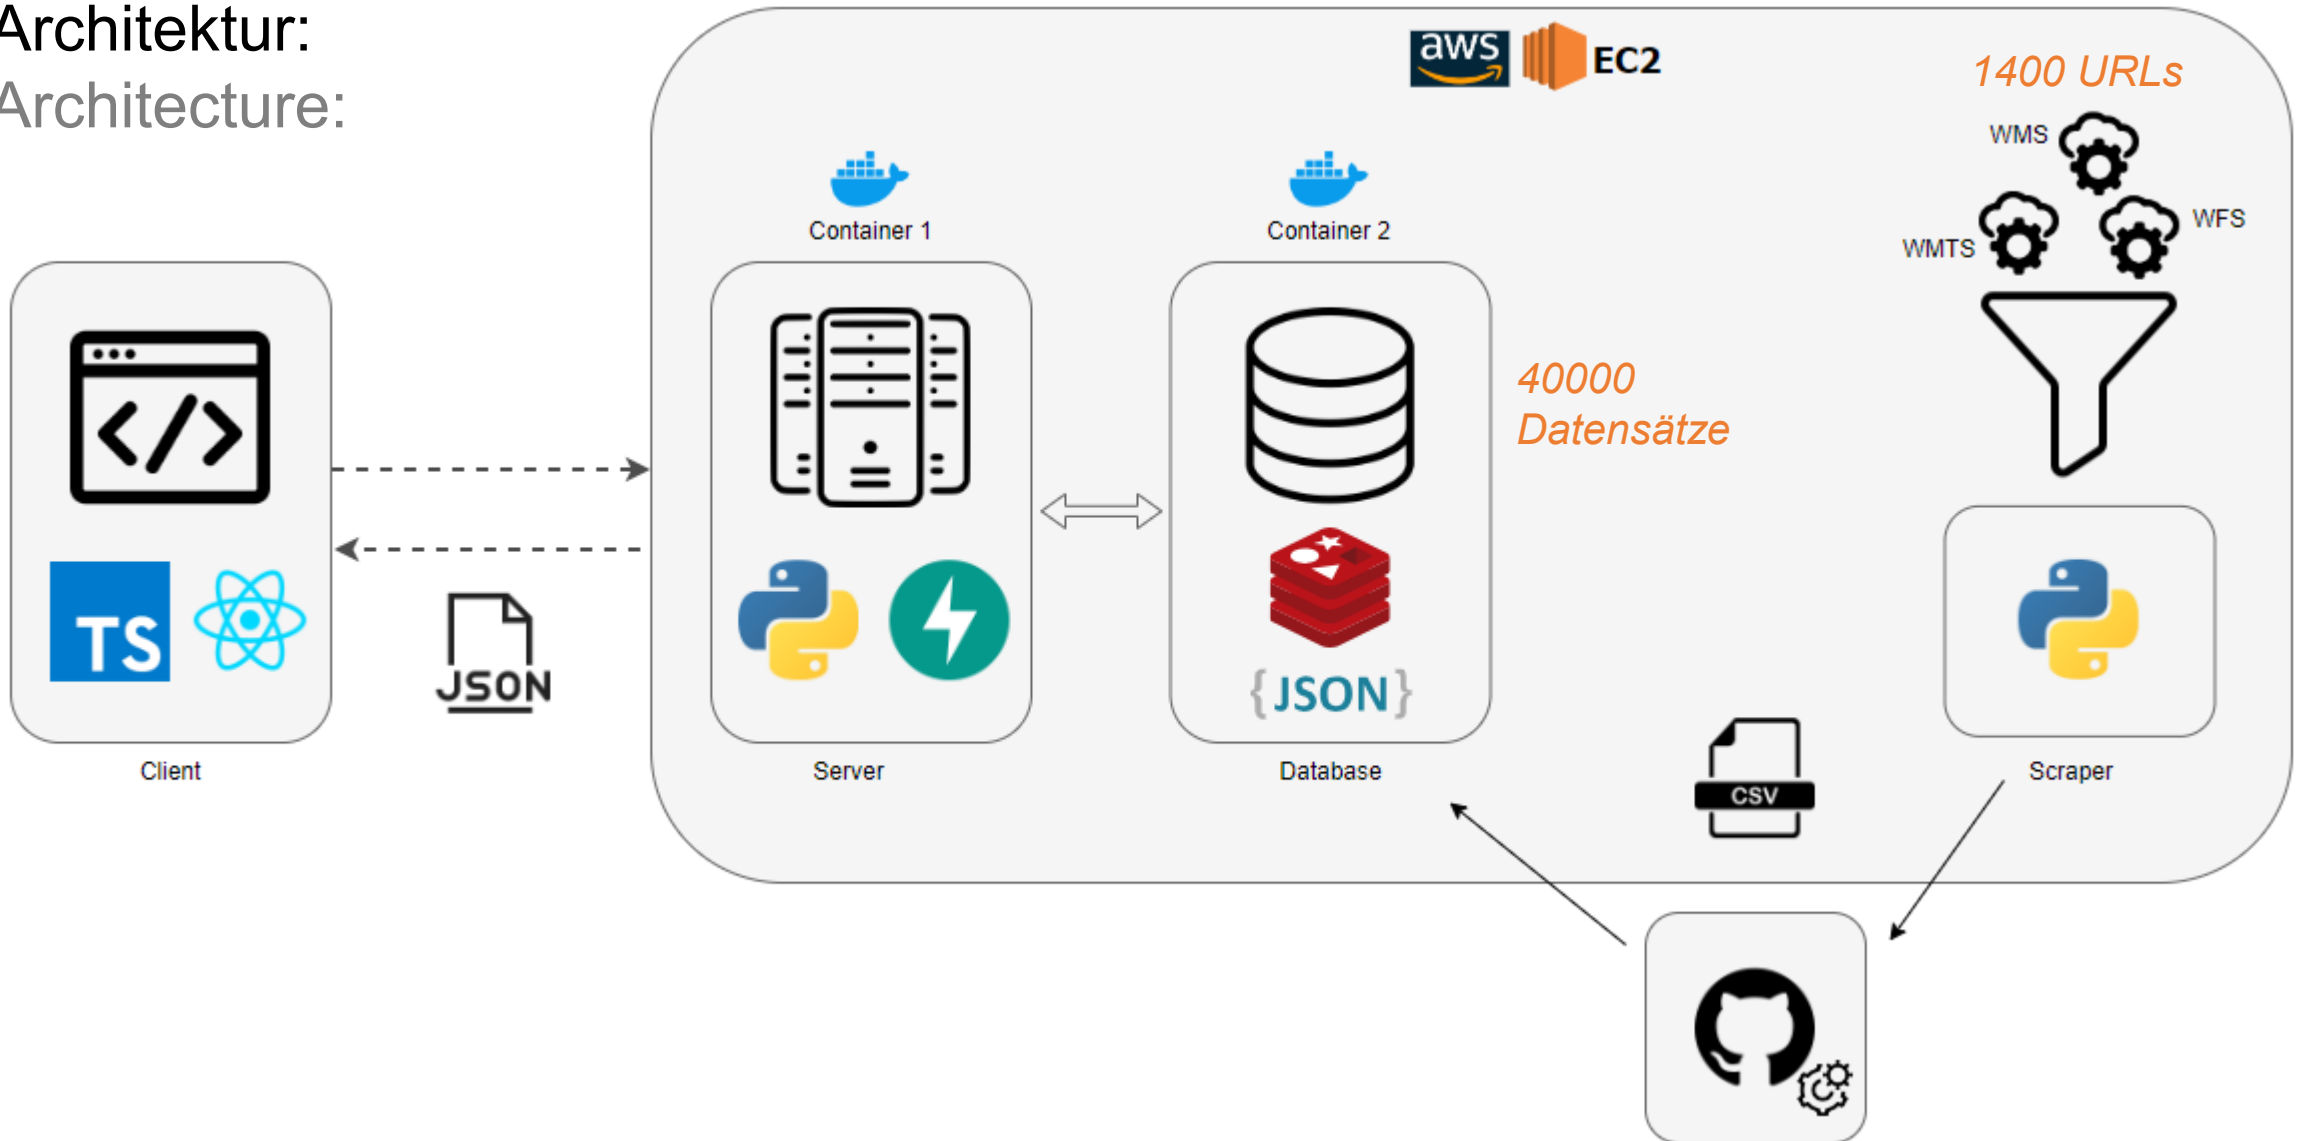 Architektur:
Architecture:
aws
EC2
1400 URLs
WMS
WFS
WMTS
Container 1
Container 2
40000
Datensätze
TS
JSON
{JSON}
Client
Server
Database
CSV
Scraper